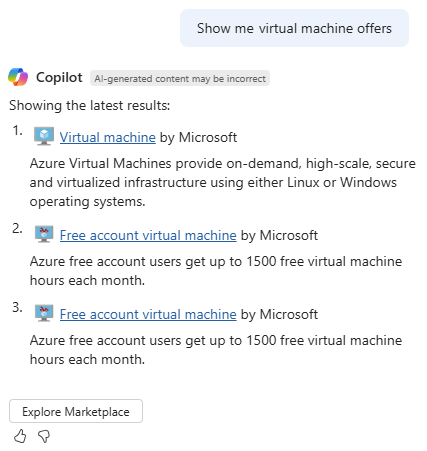 Show me virtual machine offers
Copilot AI-generated content may be incorrect
Showing the latest results:
1. Virtual machine by Microsoft
Azure Virtual Machines provide on-demand, high-scale, secure
and virtualized infrastructure using either Linux or Windows
operating systems.
2. Free account virtual machine by Microsoft
Azure free account users get up to 1500 free virtual machine
hours each month.
3. Free account virtual machine by Microsoft
Azure free account users get up to 1500 free virtual machine
hours each month.
Explore Marketplace